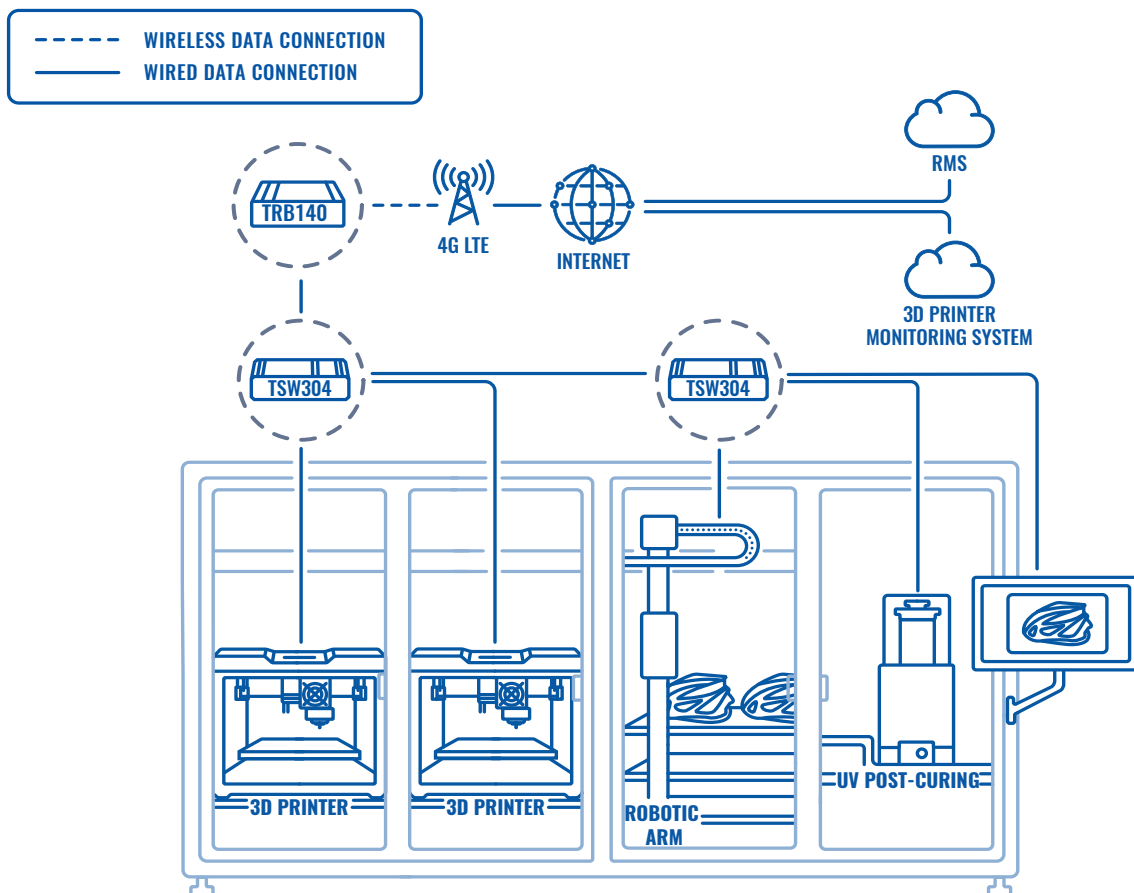 WIRELESS DATA CONNECTION
WIRED DATA CONNECTION
RMS
TRB140
4G LTE
INTERNET
3D PRINTER
MONITORING SYSTEM
TSW304
TSW304
3D PRINTER
3D PRINTER
ROBOTIC
ARM
UV POST-CURING